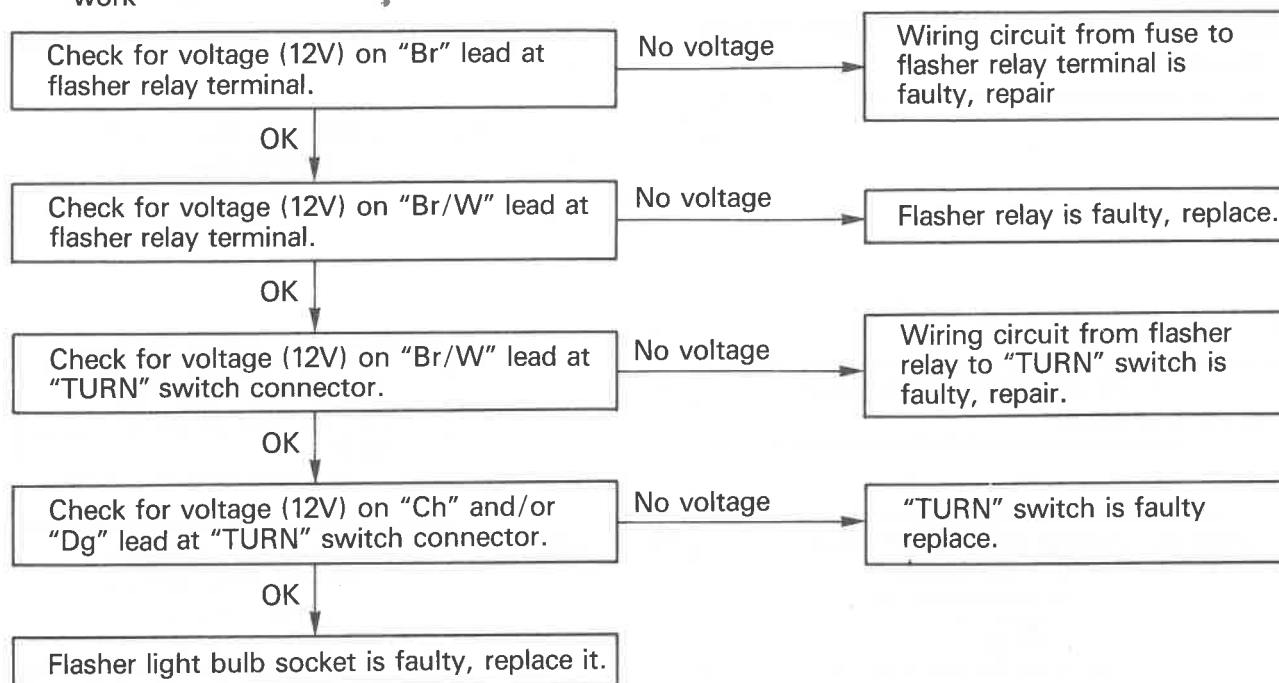 work
Check for voltage (12V) on “Br” lead at
flasher relay terminal.
No voltage
Wiring circuit from fuse to
flasher relay terminal is
faulty, repair
OK
Check for voltage (12V) on “Br/W” lead at
flasher relay terminal.
No voltage
Flasher relay is faulty, replace.
OK
Check for voltage (12V) on “Br/W” lead at
“TURN” switch connector.
No voltage
Wiring circuit from flasher
relay to “TURN” switch is
faulty, repair.
OK
Check for voltage (12V) on “Ch” and/or
“Dg” lead at “TURN” switch connector.
No voltage
“TURN” switch is faulty
replace.
OK
Flasher light bulb socket is faulty, replace it.